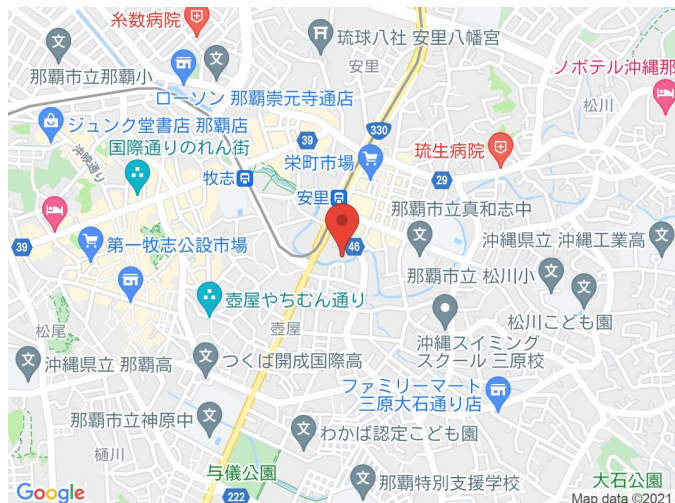 糸数病院
琉球八社 安里八幡宮
安里
那覇市立那覇小
ノボテル沖縄那
松川
ローソン 那覇崇元寺通店
330
ジュンク堂書店 那覇店
沖映通り
39
琉生病院
国際通りのれん街
栄町市場
牧志
29
安里
那覇市立真和志中
39
第一牧志公設市場
46
沖縄県立 沖縄工業高
那覇市立 松川小
壺屋やちむん通り
松川こども園
壺屋
松尾
沖縄スイミング
スクール 三原校
沖縄県立 那覇高
つくば開成国際高
ファミリーマート
三原大石通り店
那覇市立神原中
わかば認定こども園
樋川
与儀公園
大石公園
那覇特別支援学校
Google
222
Map data ©2021